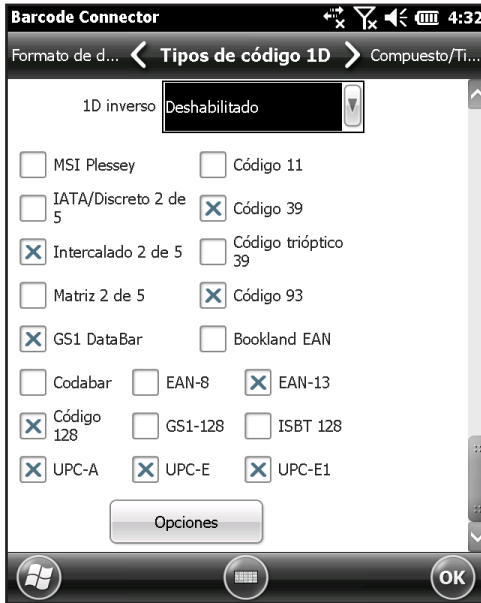 Barcode Connector 4:32
Formato de d... Tipos de código 1D Compuesto/Ti...
1D inverso Deshabilitado
MSI Plessey Código 11
IATA/Discreto 2 de
5 Código 39
Intercalado 2 de 5 Código trióptico
39
Matriz 2 de 5 Código 93
GS1 DataBar Bookland EAN
Codabar EAN-8 EAN-13
Código
128 GS1-128 ISBT 128
UPC-A UPC-E UPC-E1
Opciones
OK